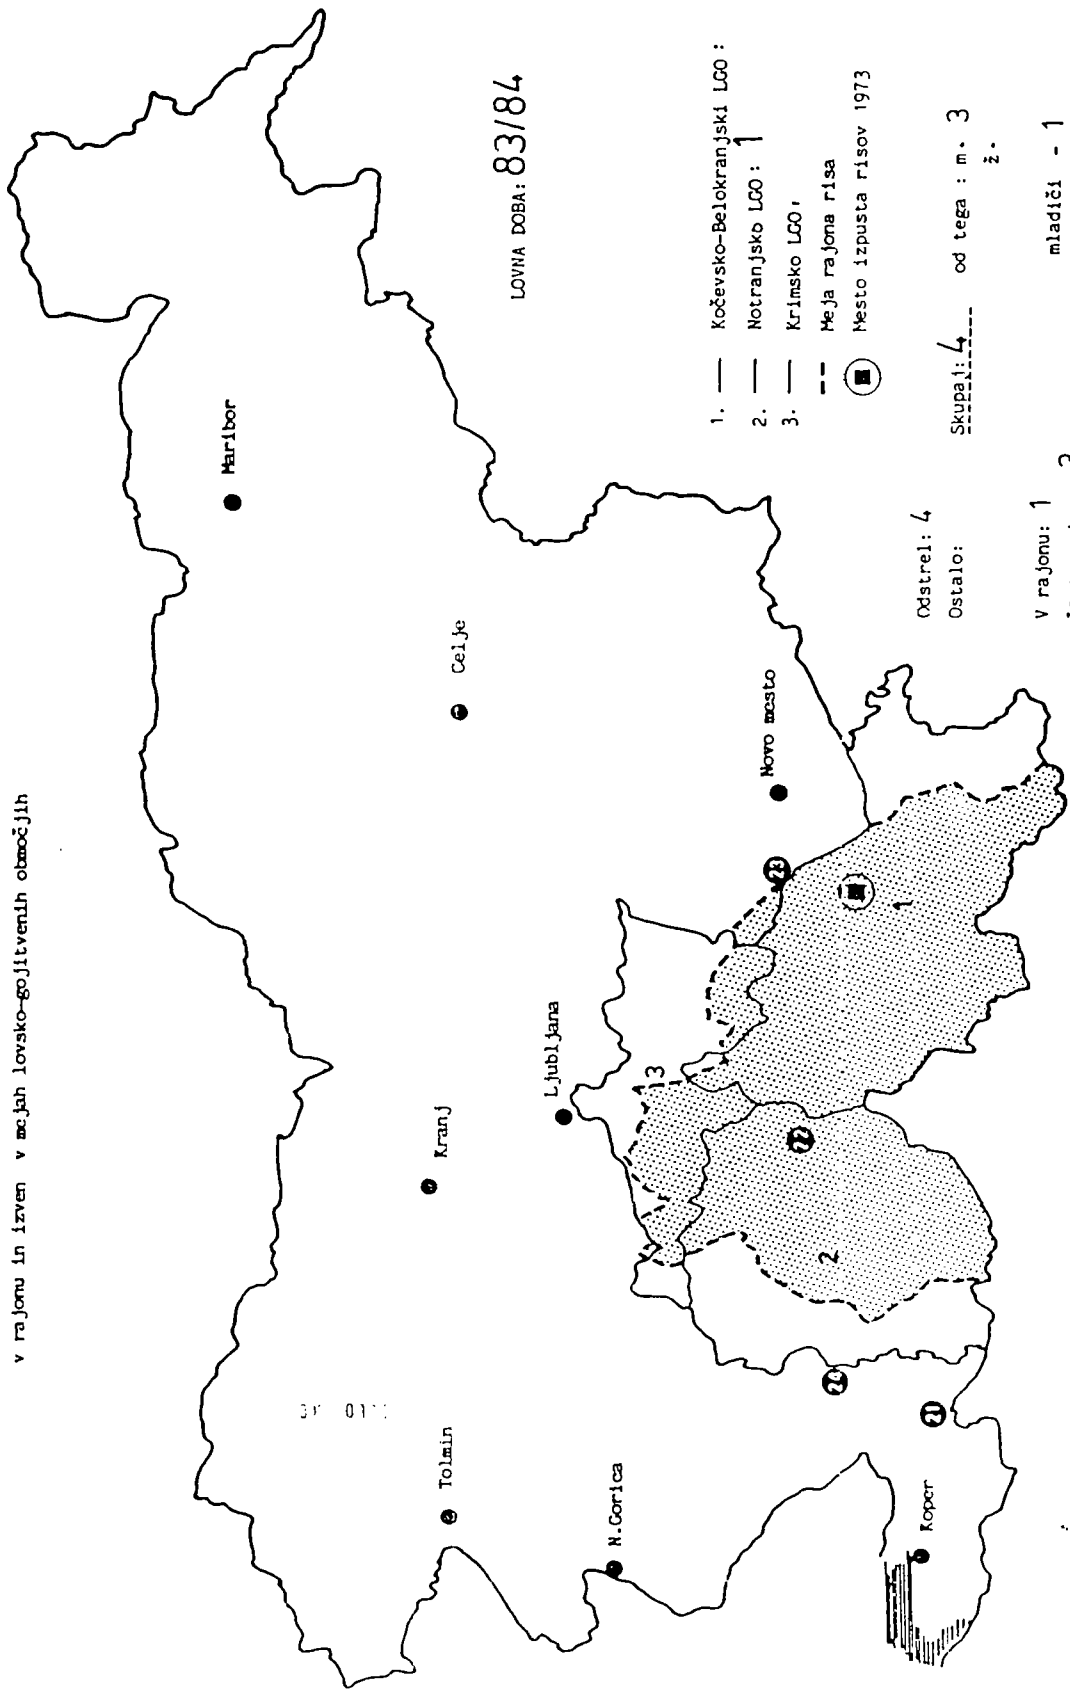 v rajonu in izven v mejah lovsko-gojitvenih območjih
LOVNA DOBA: 83/84
Maribor
Celje
Novo mesto
Kranj
Ljubljana
Tolmin
N.Gorica
Koper
23
22
24
21
1
2
3
1. — Kočevsko-Belokranjski LGO :
2. — Notranjsko LGO : 1
3. — Krimsko LGO :
Meja rajona risa
Mesto izpusta risov 1973
Odstrel: 4
Ostalo:
Skupaj: 4 od tega : m. 3
ž.
mladiči - 1
V rajonu: 1
3